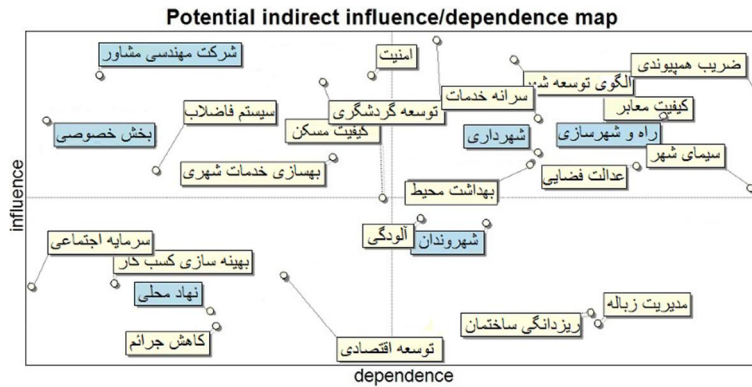 Potential indirect influence/dependence map
شرکت مهندسی مشاور
امنیت
ضریب همپیوندی
الگوی توسعه شهر
سرانه خدمات
کیفیت معابر
توسعه گردشگری
سیستم فاضلاب
کیفیت مسکن
بخش خصوصی
شهرداری
راه و شهرسازی
سیمای شهر
بهسازی خدمات شهری
عدالت فضایی
بهداشت محیط
influence
آلودگی
شهروندان
سرمایه اجتماعی
بهینه سازی کسب کار
نهاد محلی
مدیریت زباله
ریزدانگی ساختمان
کاهش جرائم
توسعه اقتصادی
dependence